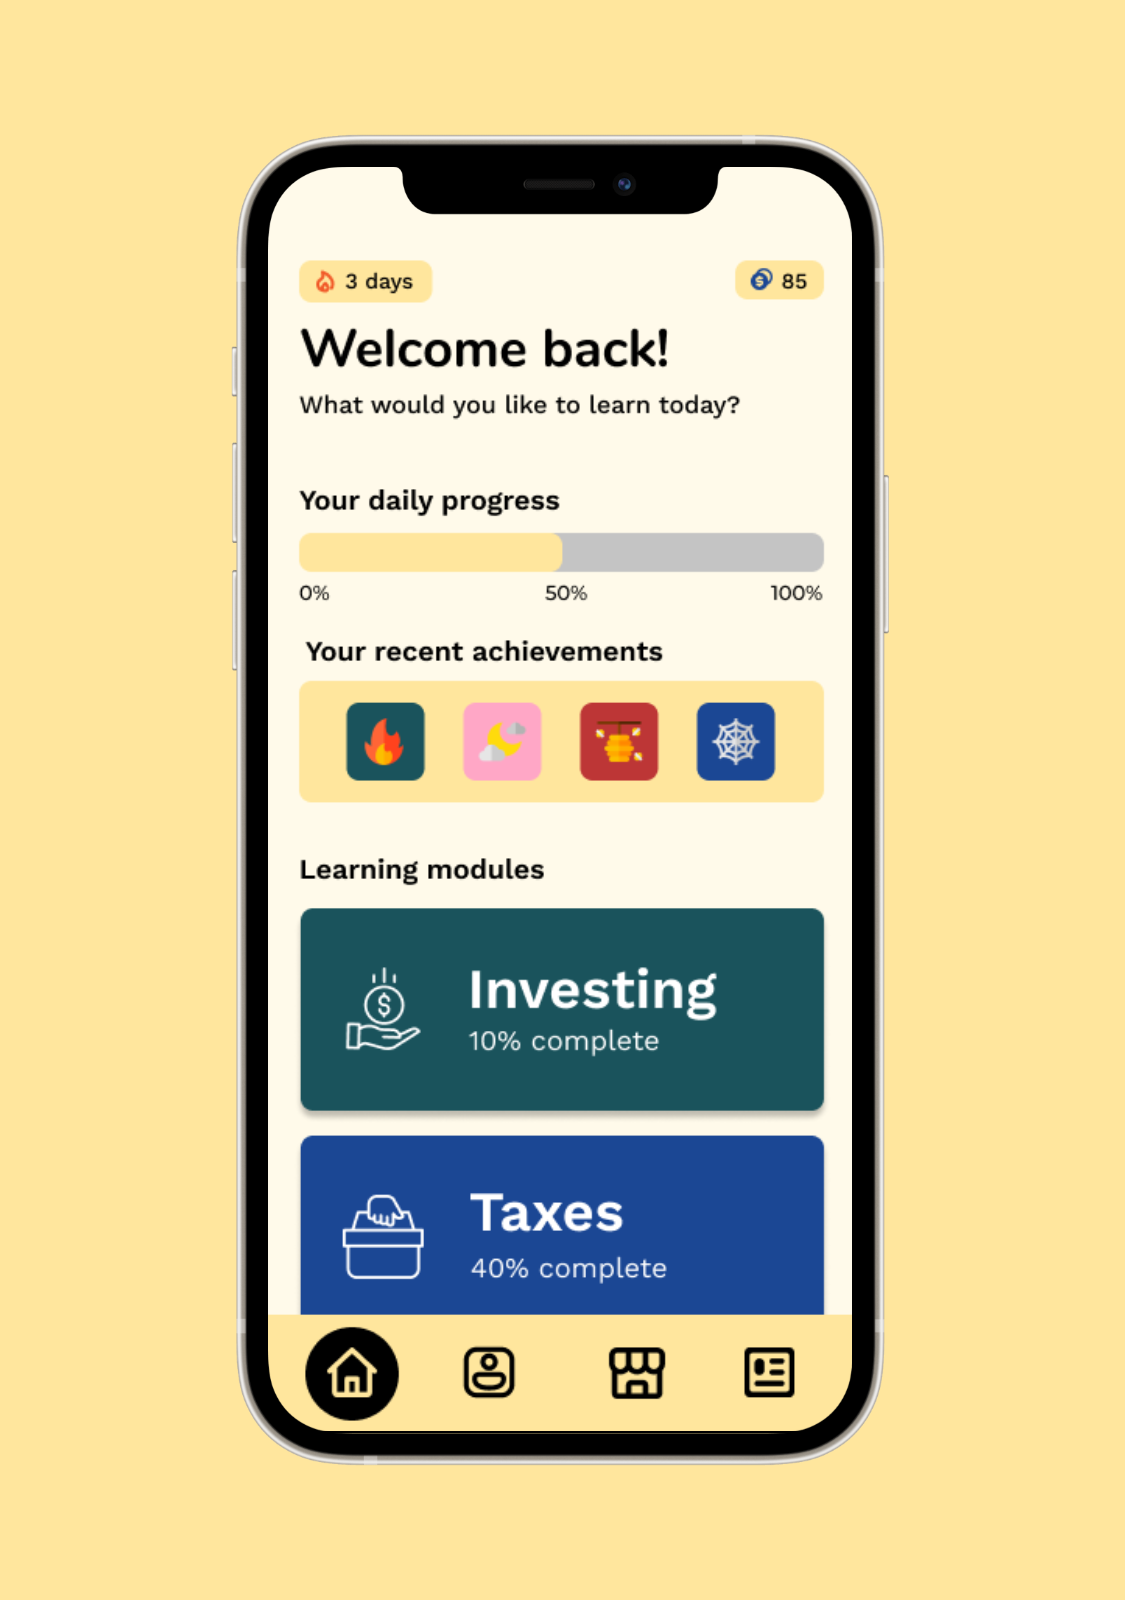 3 days
85
Welcome back!
What would you like to learn today?
Your daily progress
0% 50% 100%
Your recent achievements
Learning modules
Investing
10% complete
Taxes
40% complete